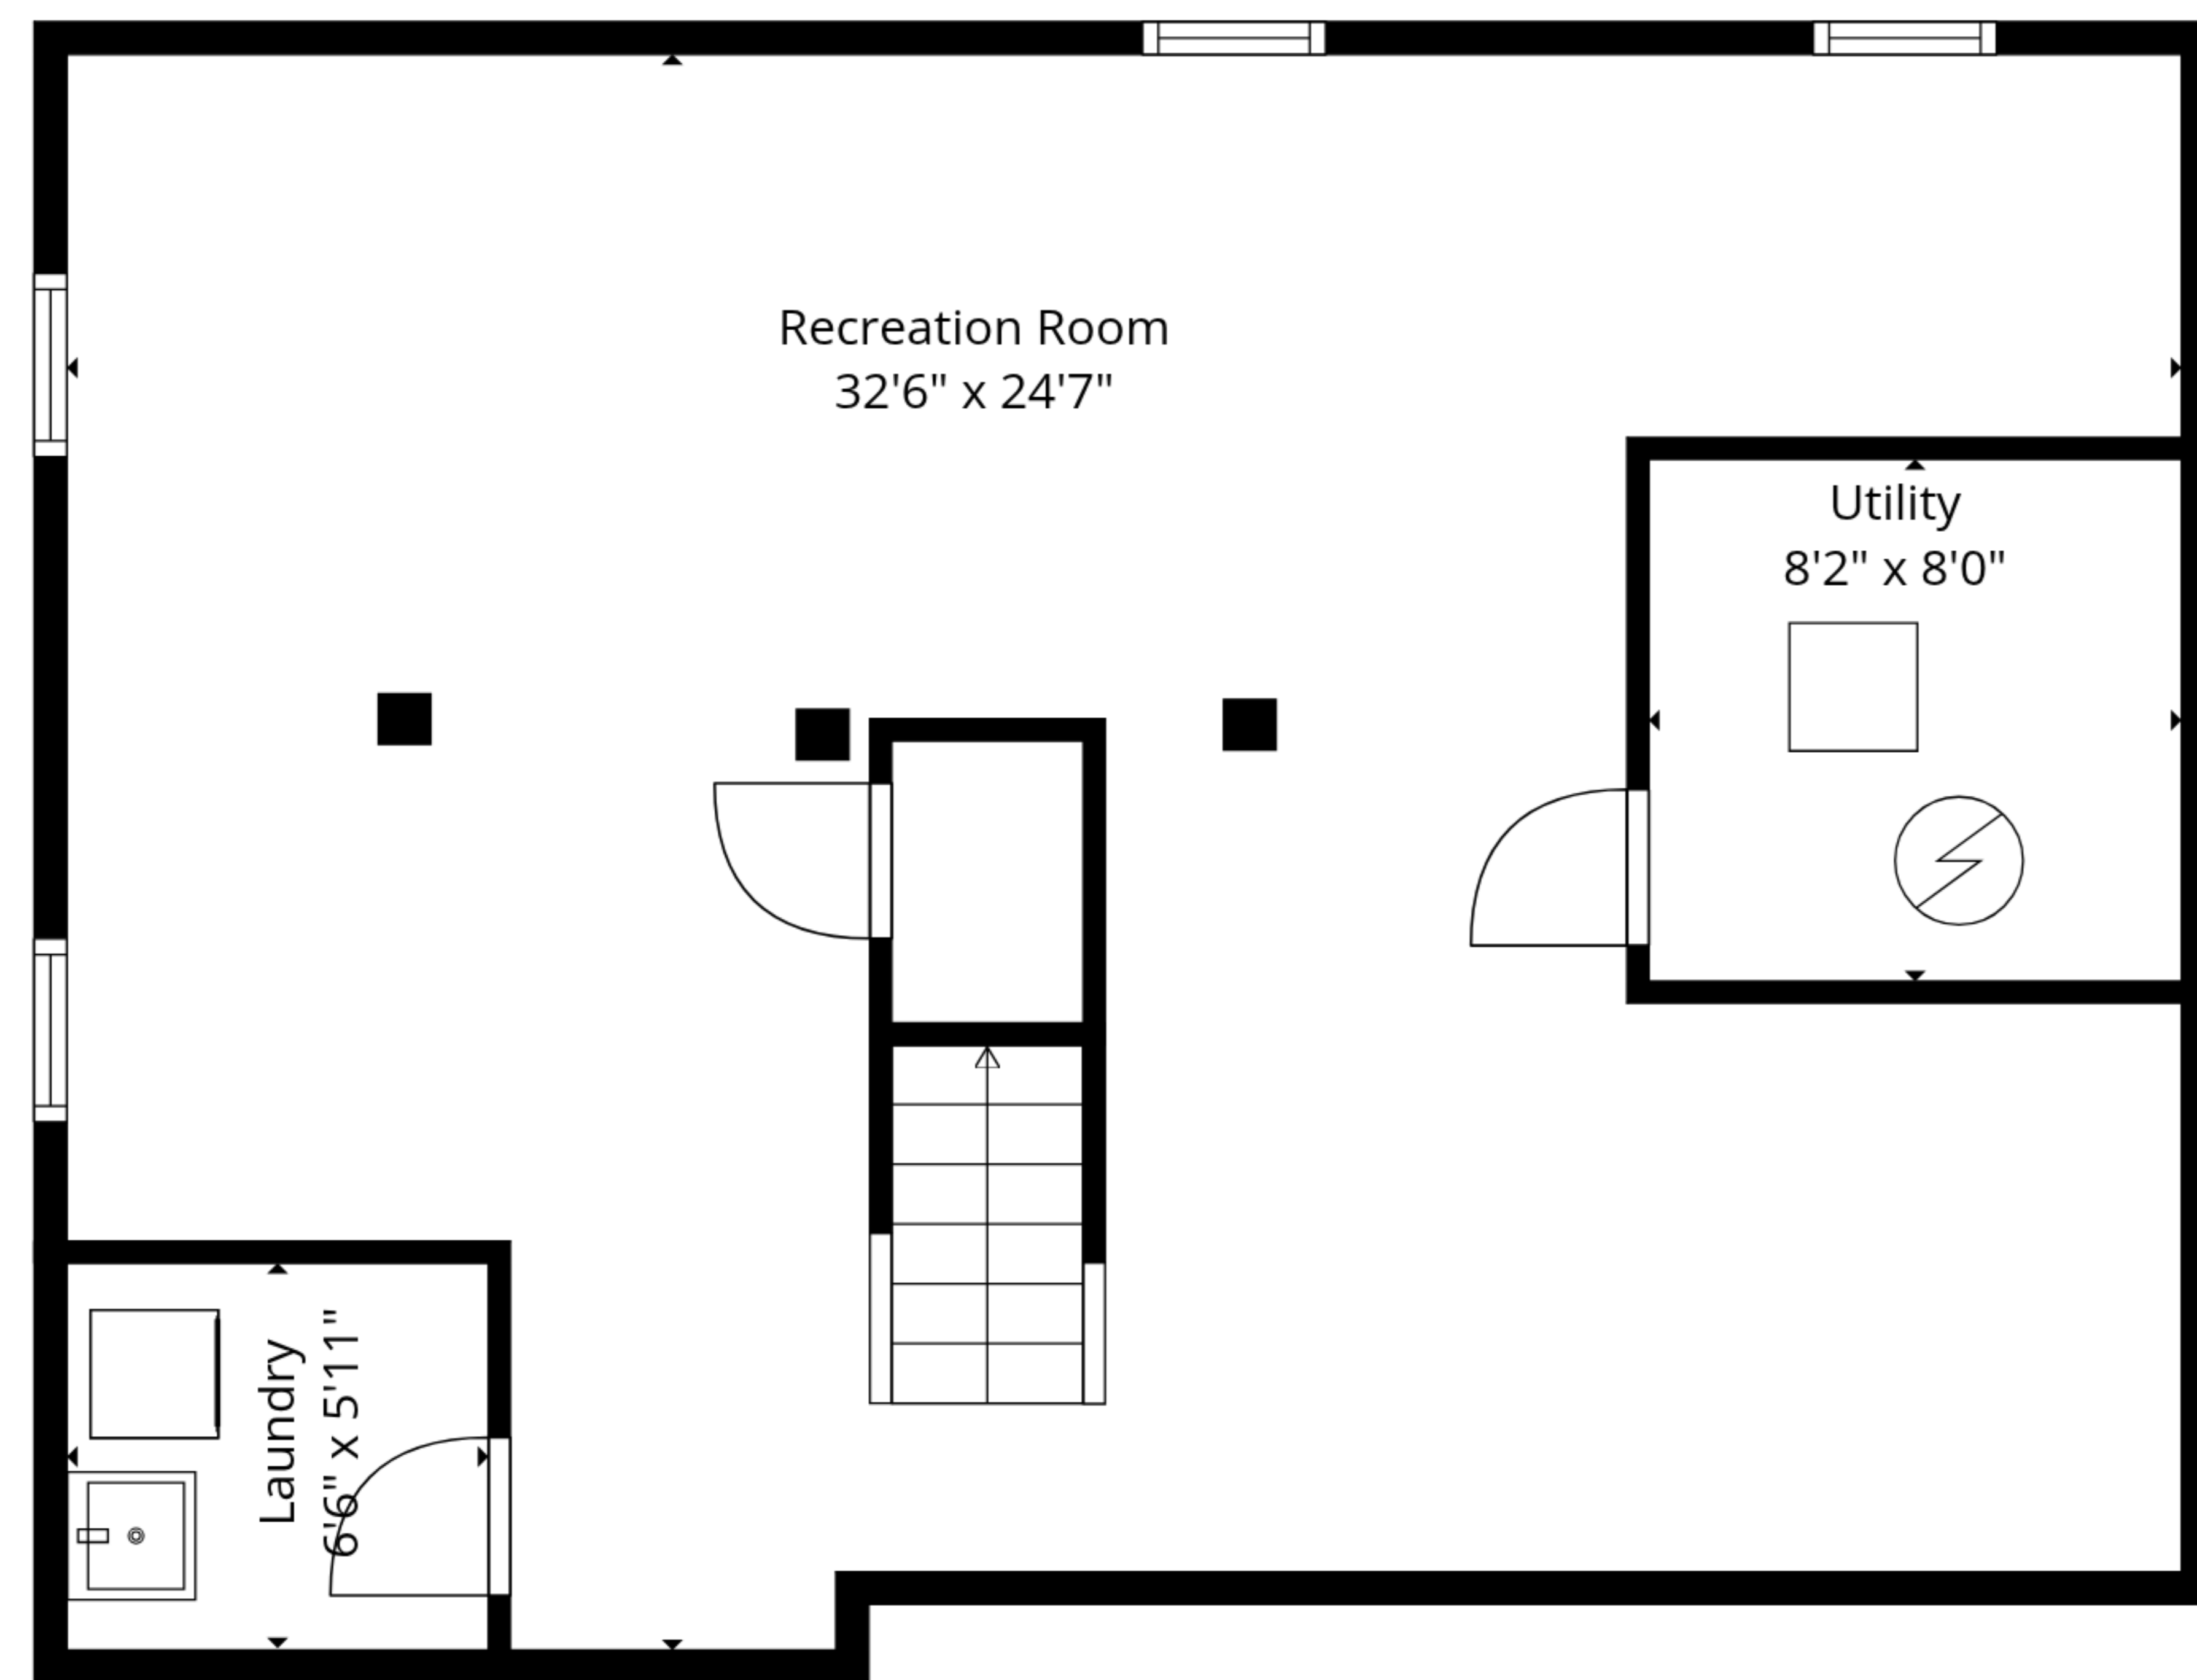 Recreation Room
32'6" x 24'7"
Utility
8'2" x 8'0"
Laundry
6'6" x 5'11"